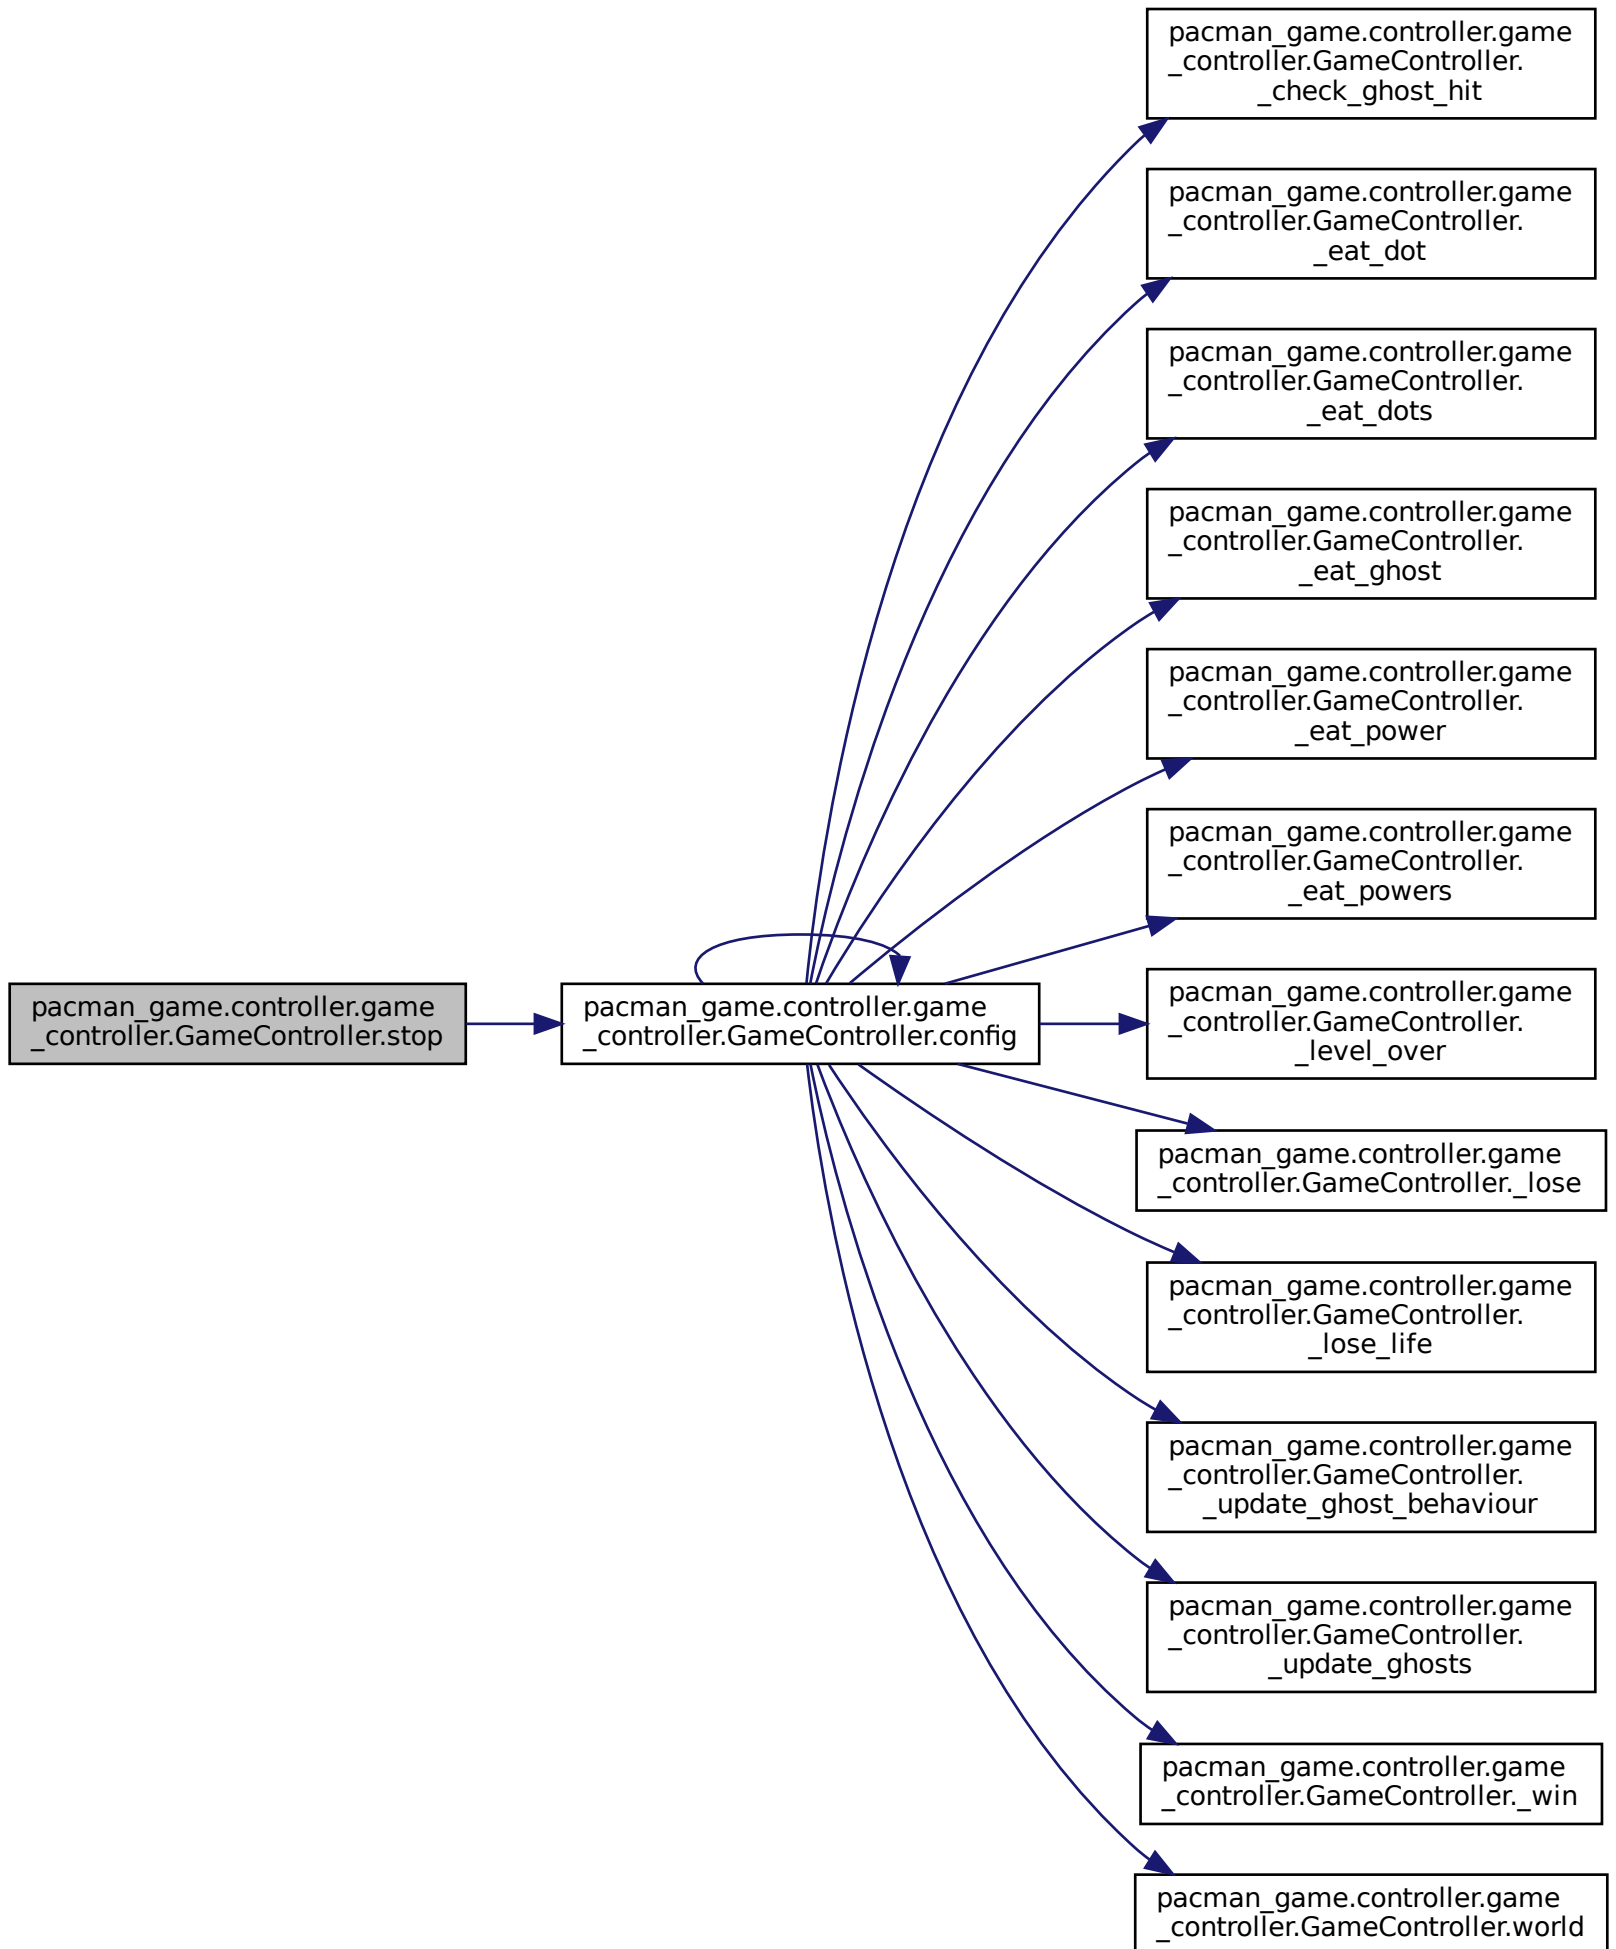 pacman_game.controller.game
_controller.GameController.
_check_ghost_hit
pacman_game.controller.game
_controller.GameController.
_eat_dot
pacman_game.controller.game
_controller.GameController.
_eat_dots
pacman_game.controller.game
_controller.GameController.
_eat_ghost
pacman_game.controller.game
_controller.GameController.
_eat_power
pacman_game.controller.game
_controller.GameController.
_eat_powers
pacman_game.controller.game
_controller.GameController.stop
pacman_game.controller.game
_controller.GameController.config
pacman_game.controller.game
_controller.GameController.
_level_over
pacman_game.controller.game
_controller.GameController._lose
pacman_game.controller.game
_controller.GameController.
_lose_life
pacman_game.controller.game
_controller.GameController.
_update_ghost_behaviour
pacman_game.controller.game
_controller.GameController.
_update_ghosts
pacman_game.controller.game
_controller.GameController._win
pacman_game.controller.game
_controller.GameController.world